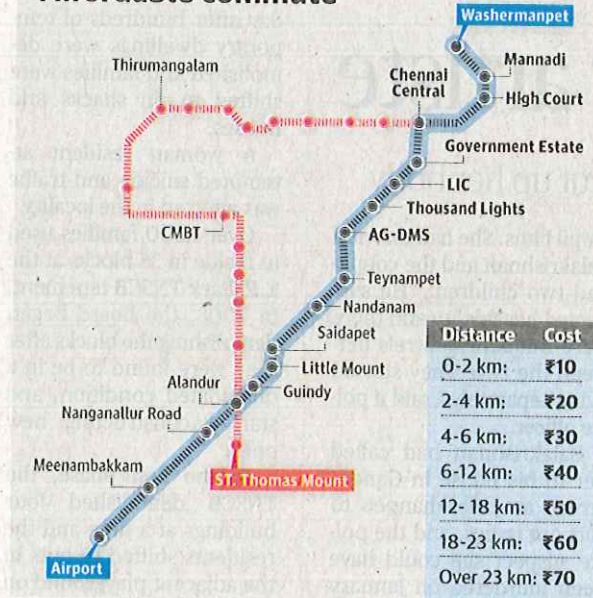 Washermanpet
Mannadi
Thirumangalam
Chennai
Central
High Court
Government Estate
LIC
Thousand Lights
CMBT
AG-DMS
Teynampet
Nandanam
Saidapet
Little Mount
Alandur
Guindy
Nanganallur Road
Meenambakkam
ST. Thomas Mount
Airport
Distance Cost
0-2 km: ₹10
2-4 km: ₹20
4-6 km: ₹30
6-12 km: ₹40
12- 18 km: ₹50
18-23 km: ₹60
Over 23 km: ₹70